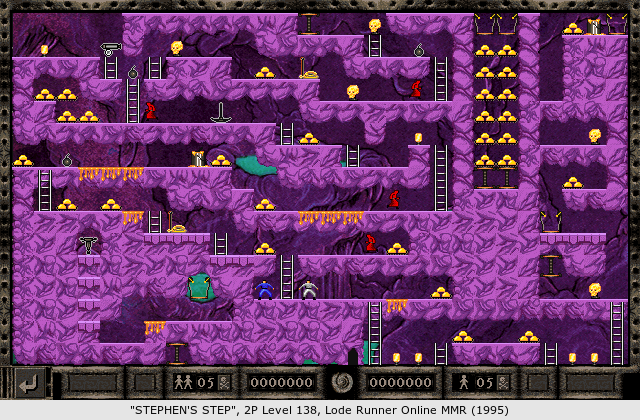 05 0000000 0000000 05
"STEPHEN'S STEP", 2P Level 138, Lode Runner Online MMR (1995)